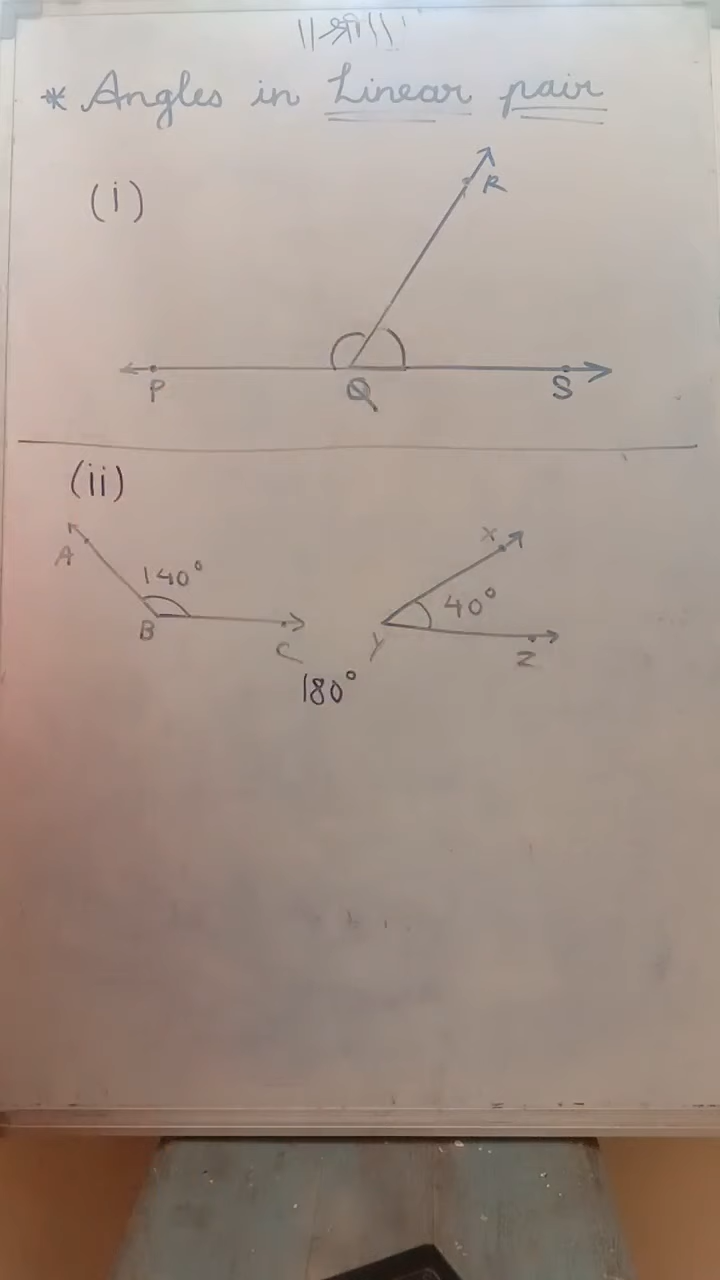 ||श्री||
* Angles in Linear pair
(i)
R
P Q S
(ii)
A 140° B C
X 40° Y Z
180°